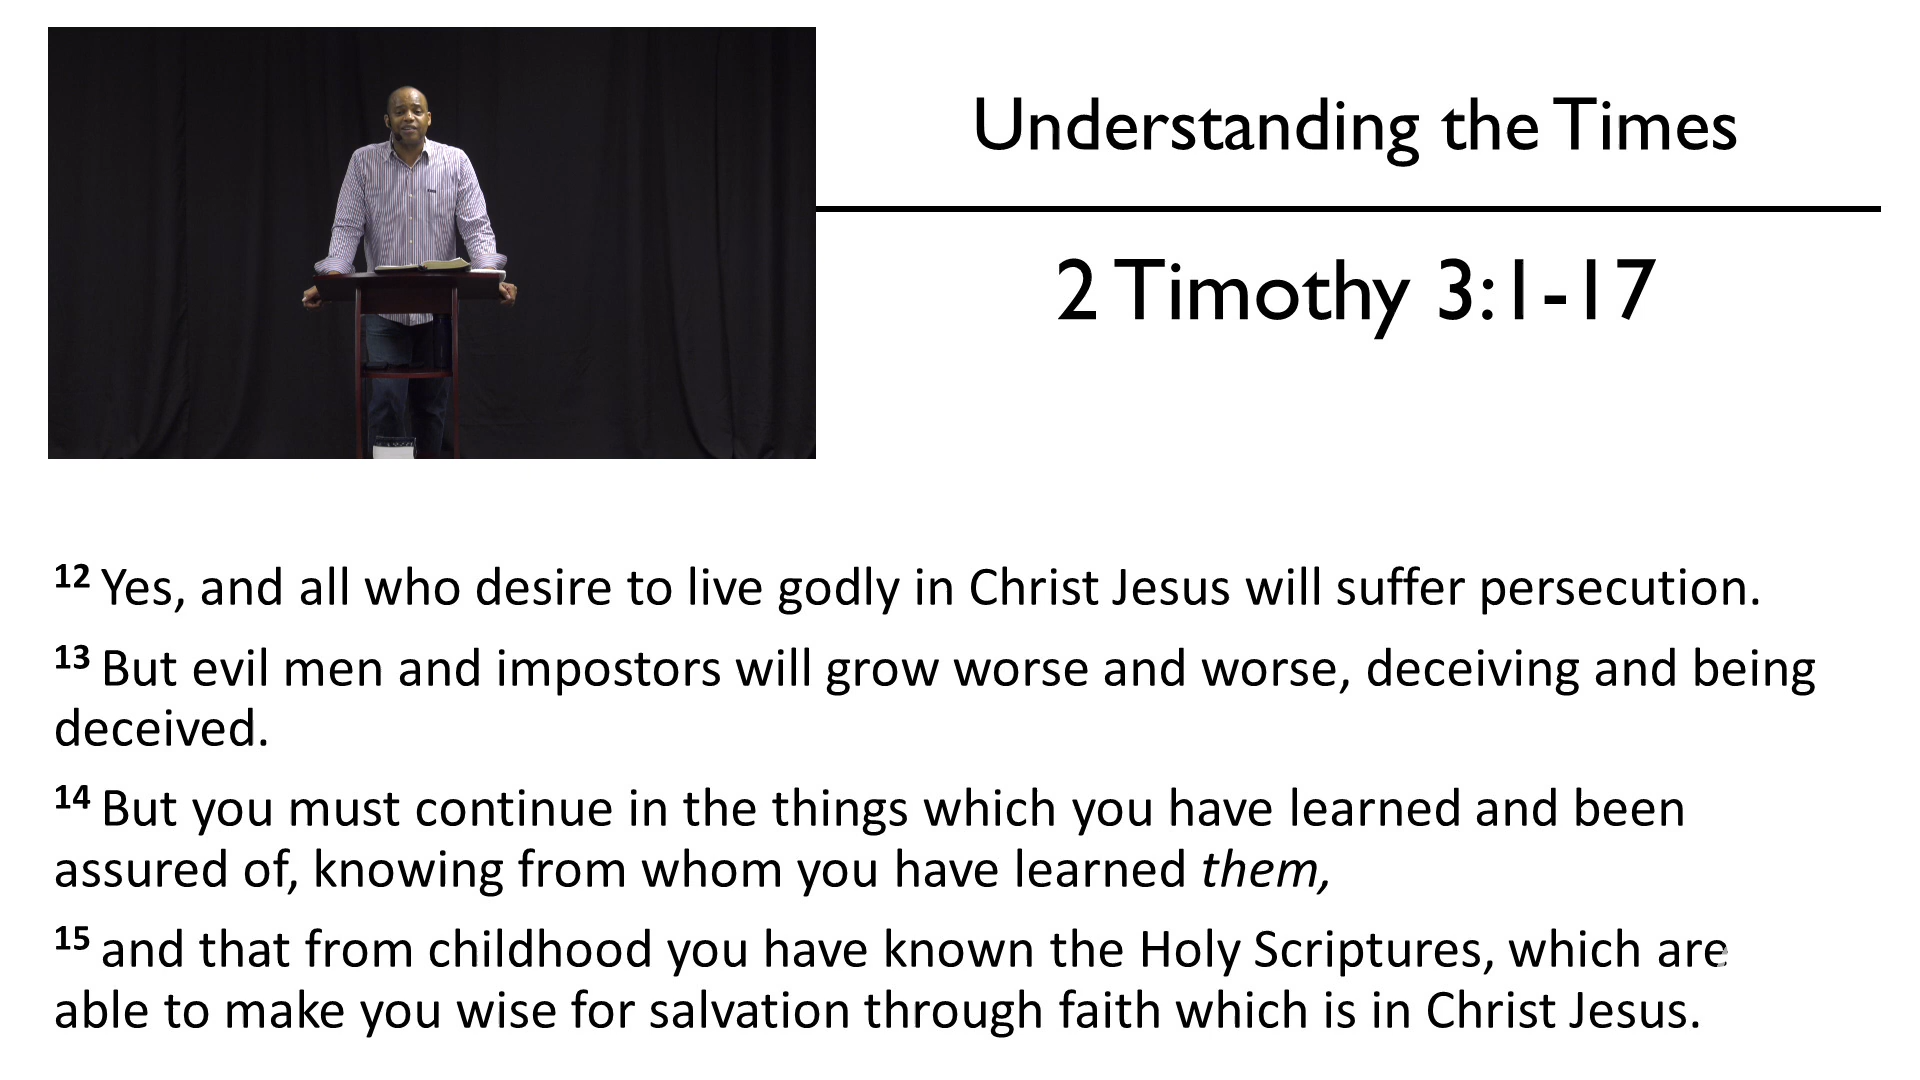 Understanding the Times
2 Timothy 3:1-17
12 Yes, and all who desire to live godly in Christ Jesus will suffer persecution.
13 But evil men and impostors will grow worse and worse, deceiving and being
deceived.
14 But you must continue in the things which you have learned and been
assured of, knowing from whom you have learned them,
15 and that from childhood you have known the Holy Scriptures, which are
able to make you wise for salvation through faith which is in Christ Jesus.